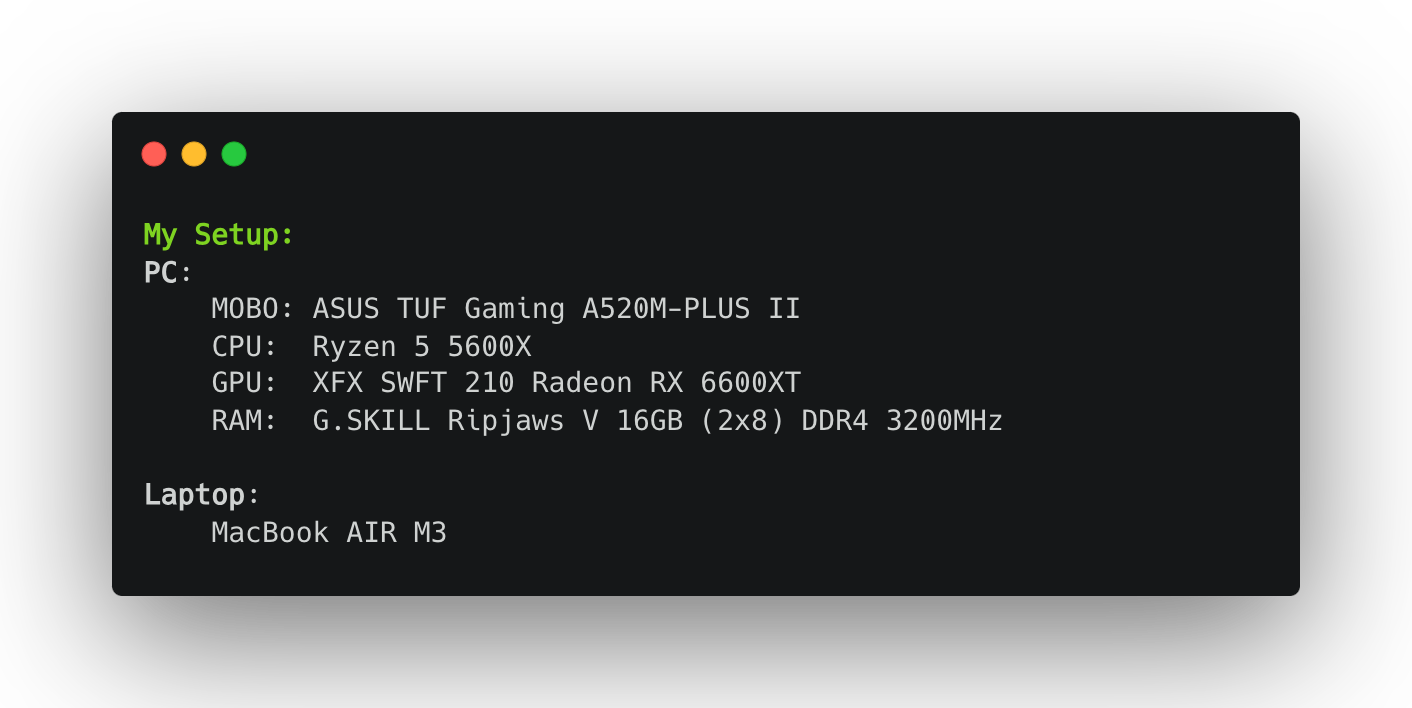 My Setup:
PC:
MOBO: ASUS TUF Gaming A520M-PLUS II
CPU: Ryzen 5 5600X
GPU: XFX SWFT 210 Radeon RX 6600XT
RAM: G.SKILL Ripjaws V 16GB (2x8) DDR4 3200MHz
Laptop:
MacBook AIR M3